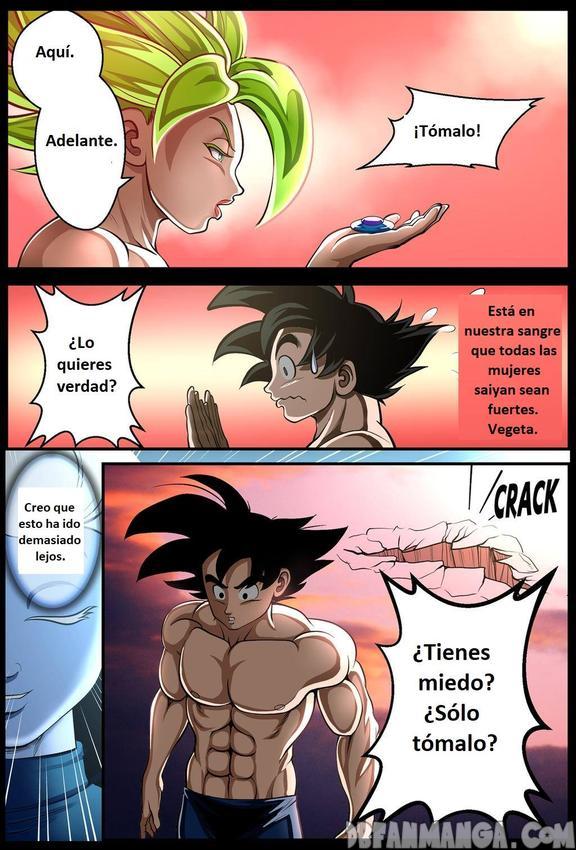 Aquí.
Adelante.
¡Tómalo!
¿Lo
quieres
verdad?
Está en
nuestra sangre
que todas las
mujeres
saiyan sean
fuertes.
Vegeta.
Creo que
esto ha ido
demasiado
lejos.
CRACK
¿Tienes
miedo?
¿Sólo
tómalo?
DBFANMANGA.COM